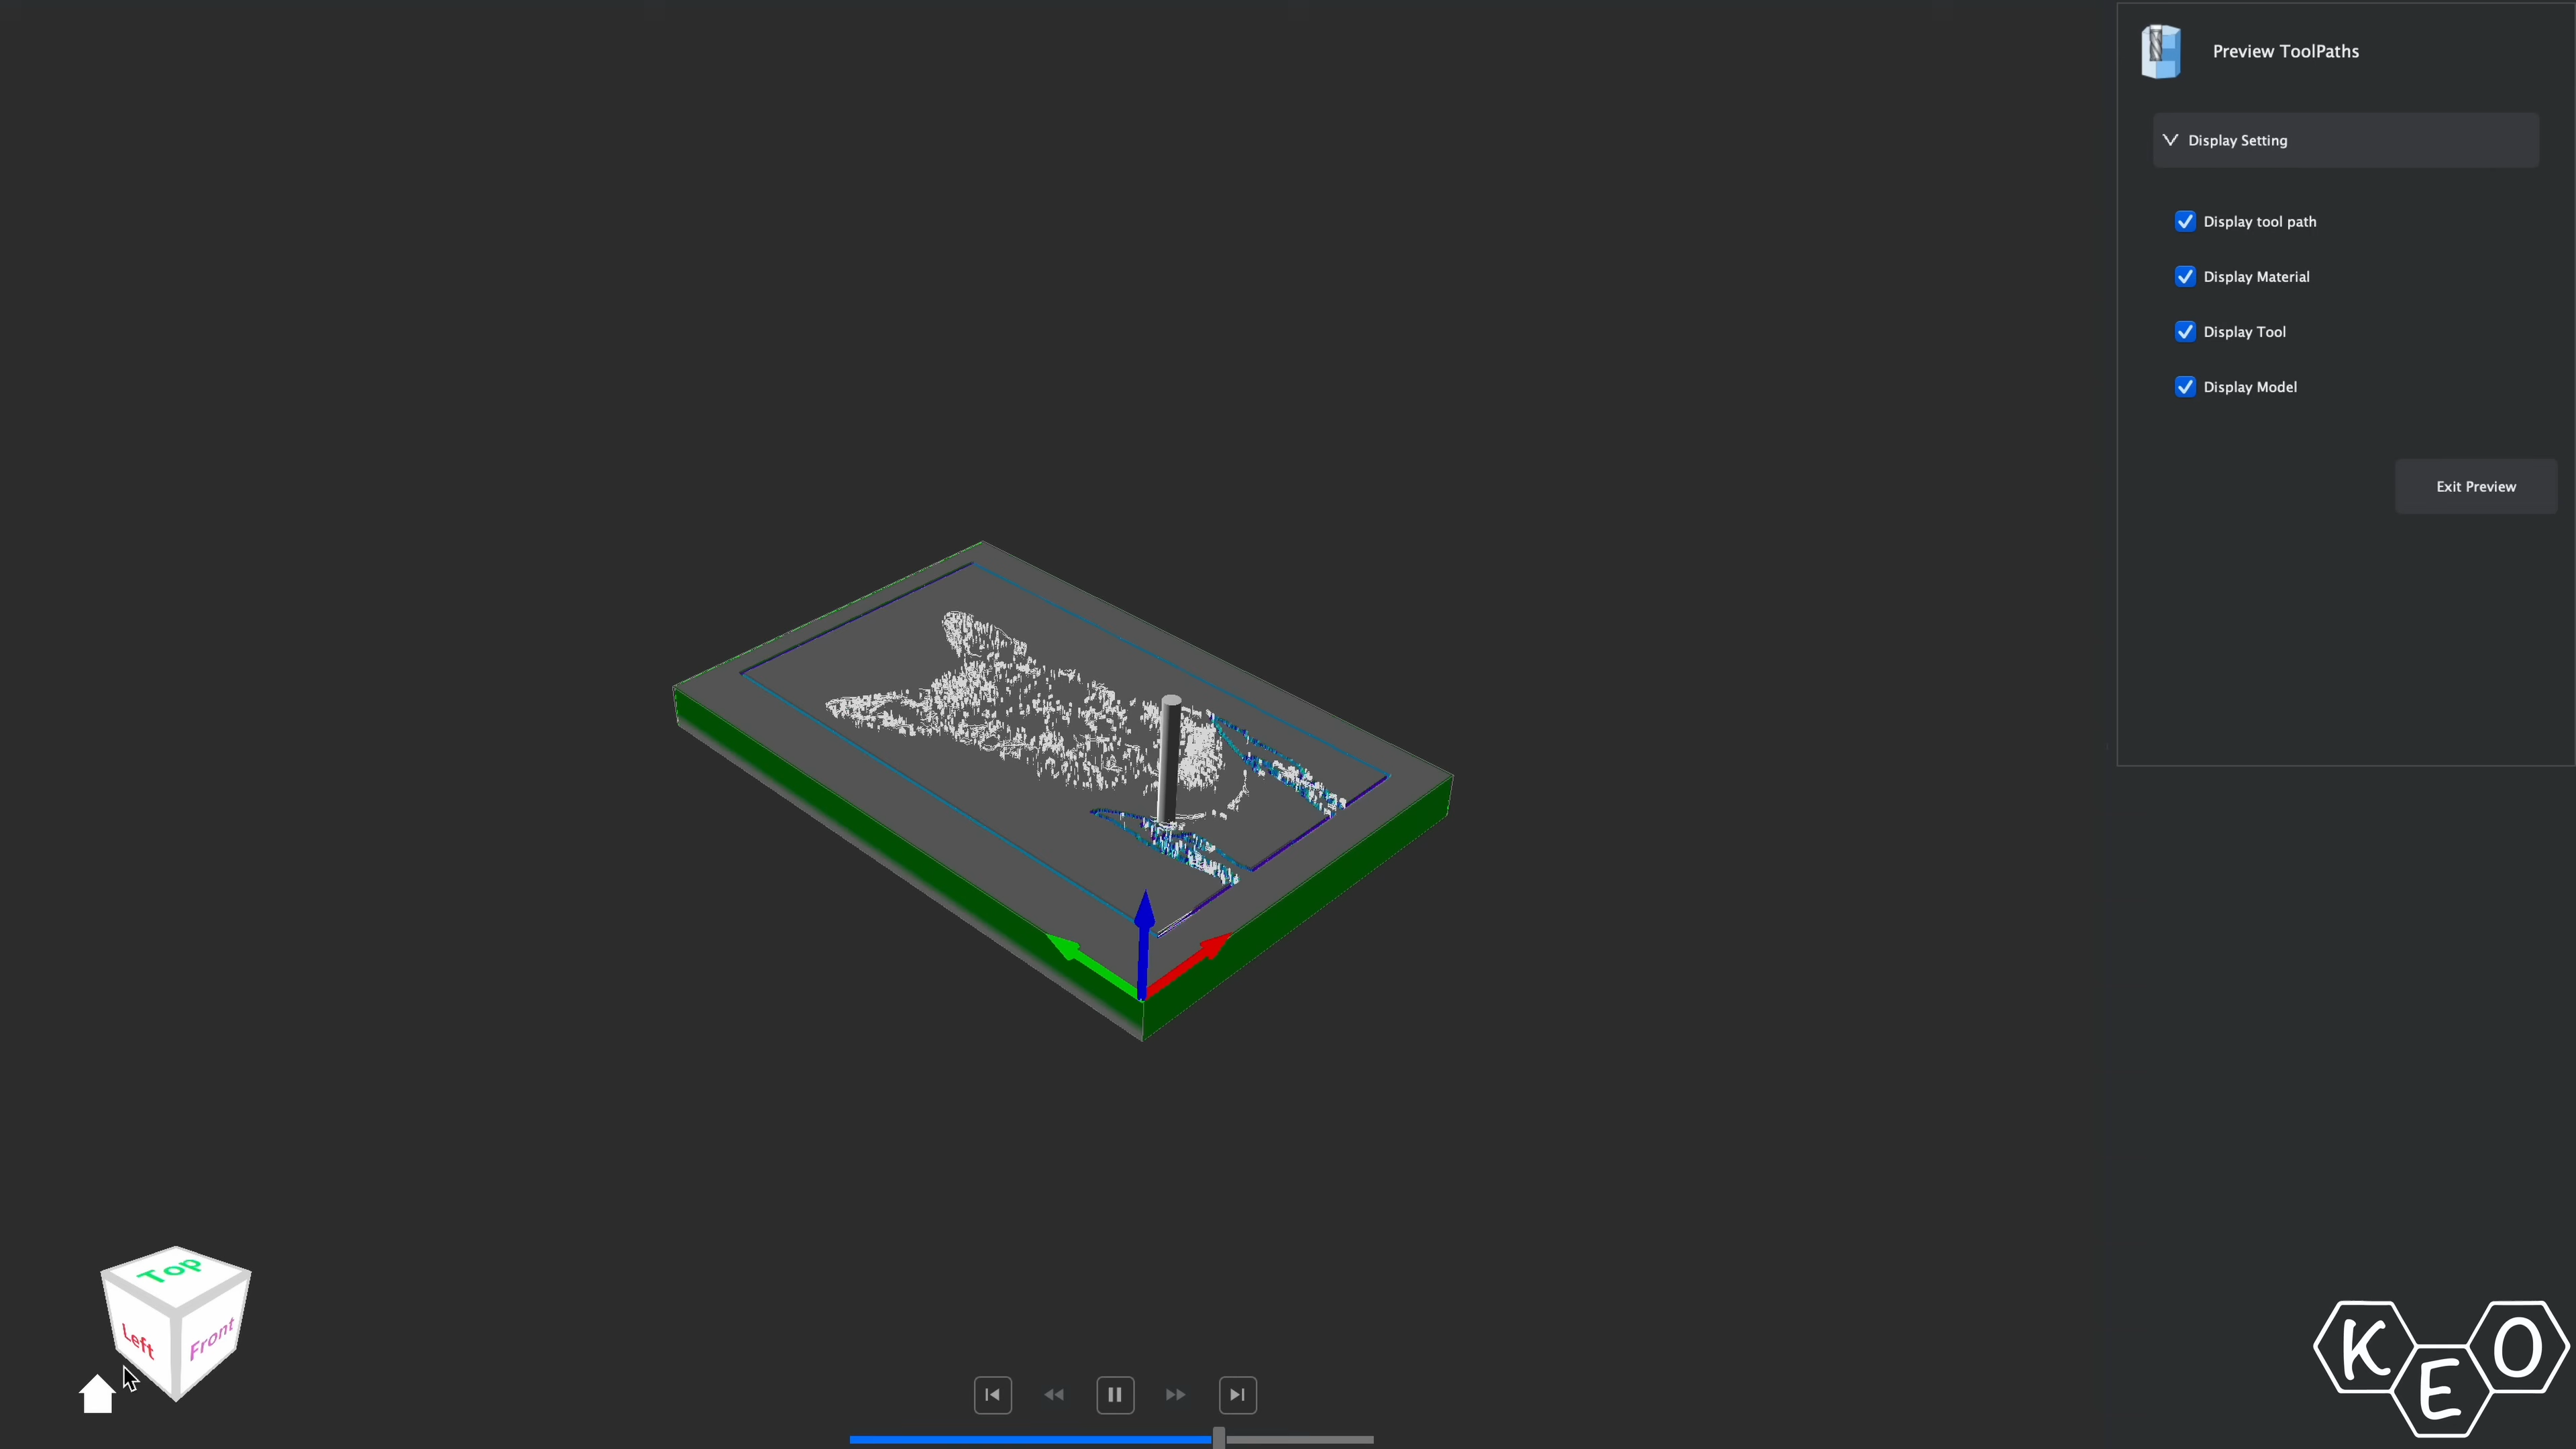 Preview ToolPaths
Display Setting
Display tool path
Display Material
Display Tool
Display Model
Exit Preview
Top
Left
Front
KEO